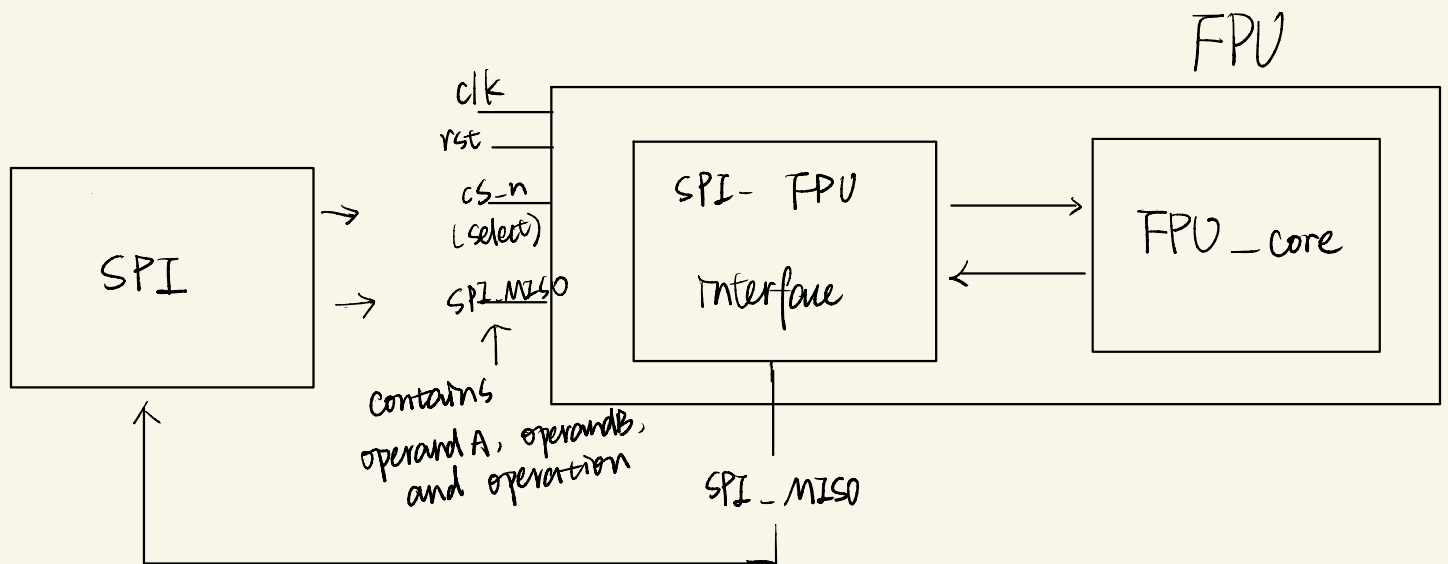 FPU
clk
rst
cs_n
(select)
SPI_MISO
contains
operand A, operandB,
and operation
SPI
SPI- FPU
interface
FPU_core
SPI_MISO